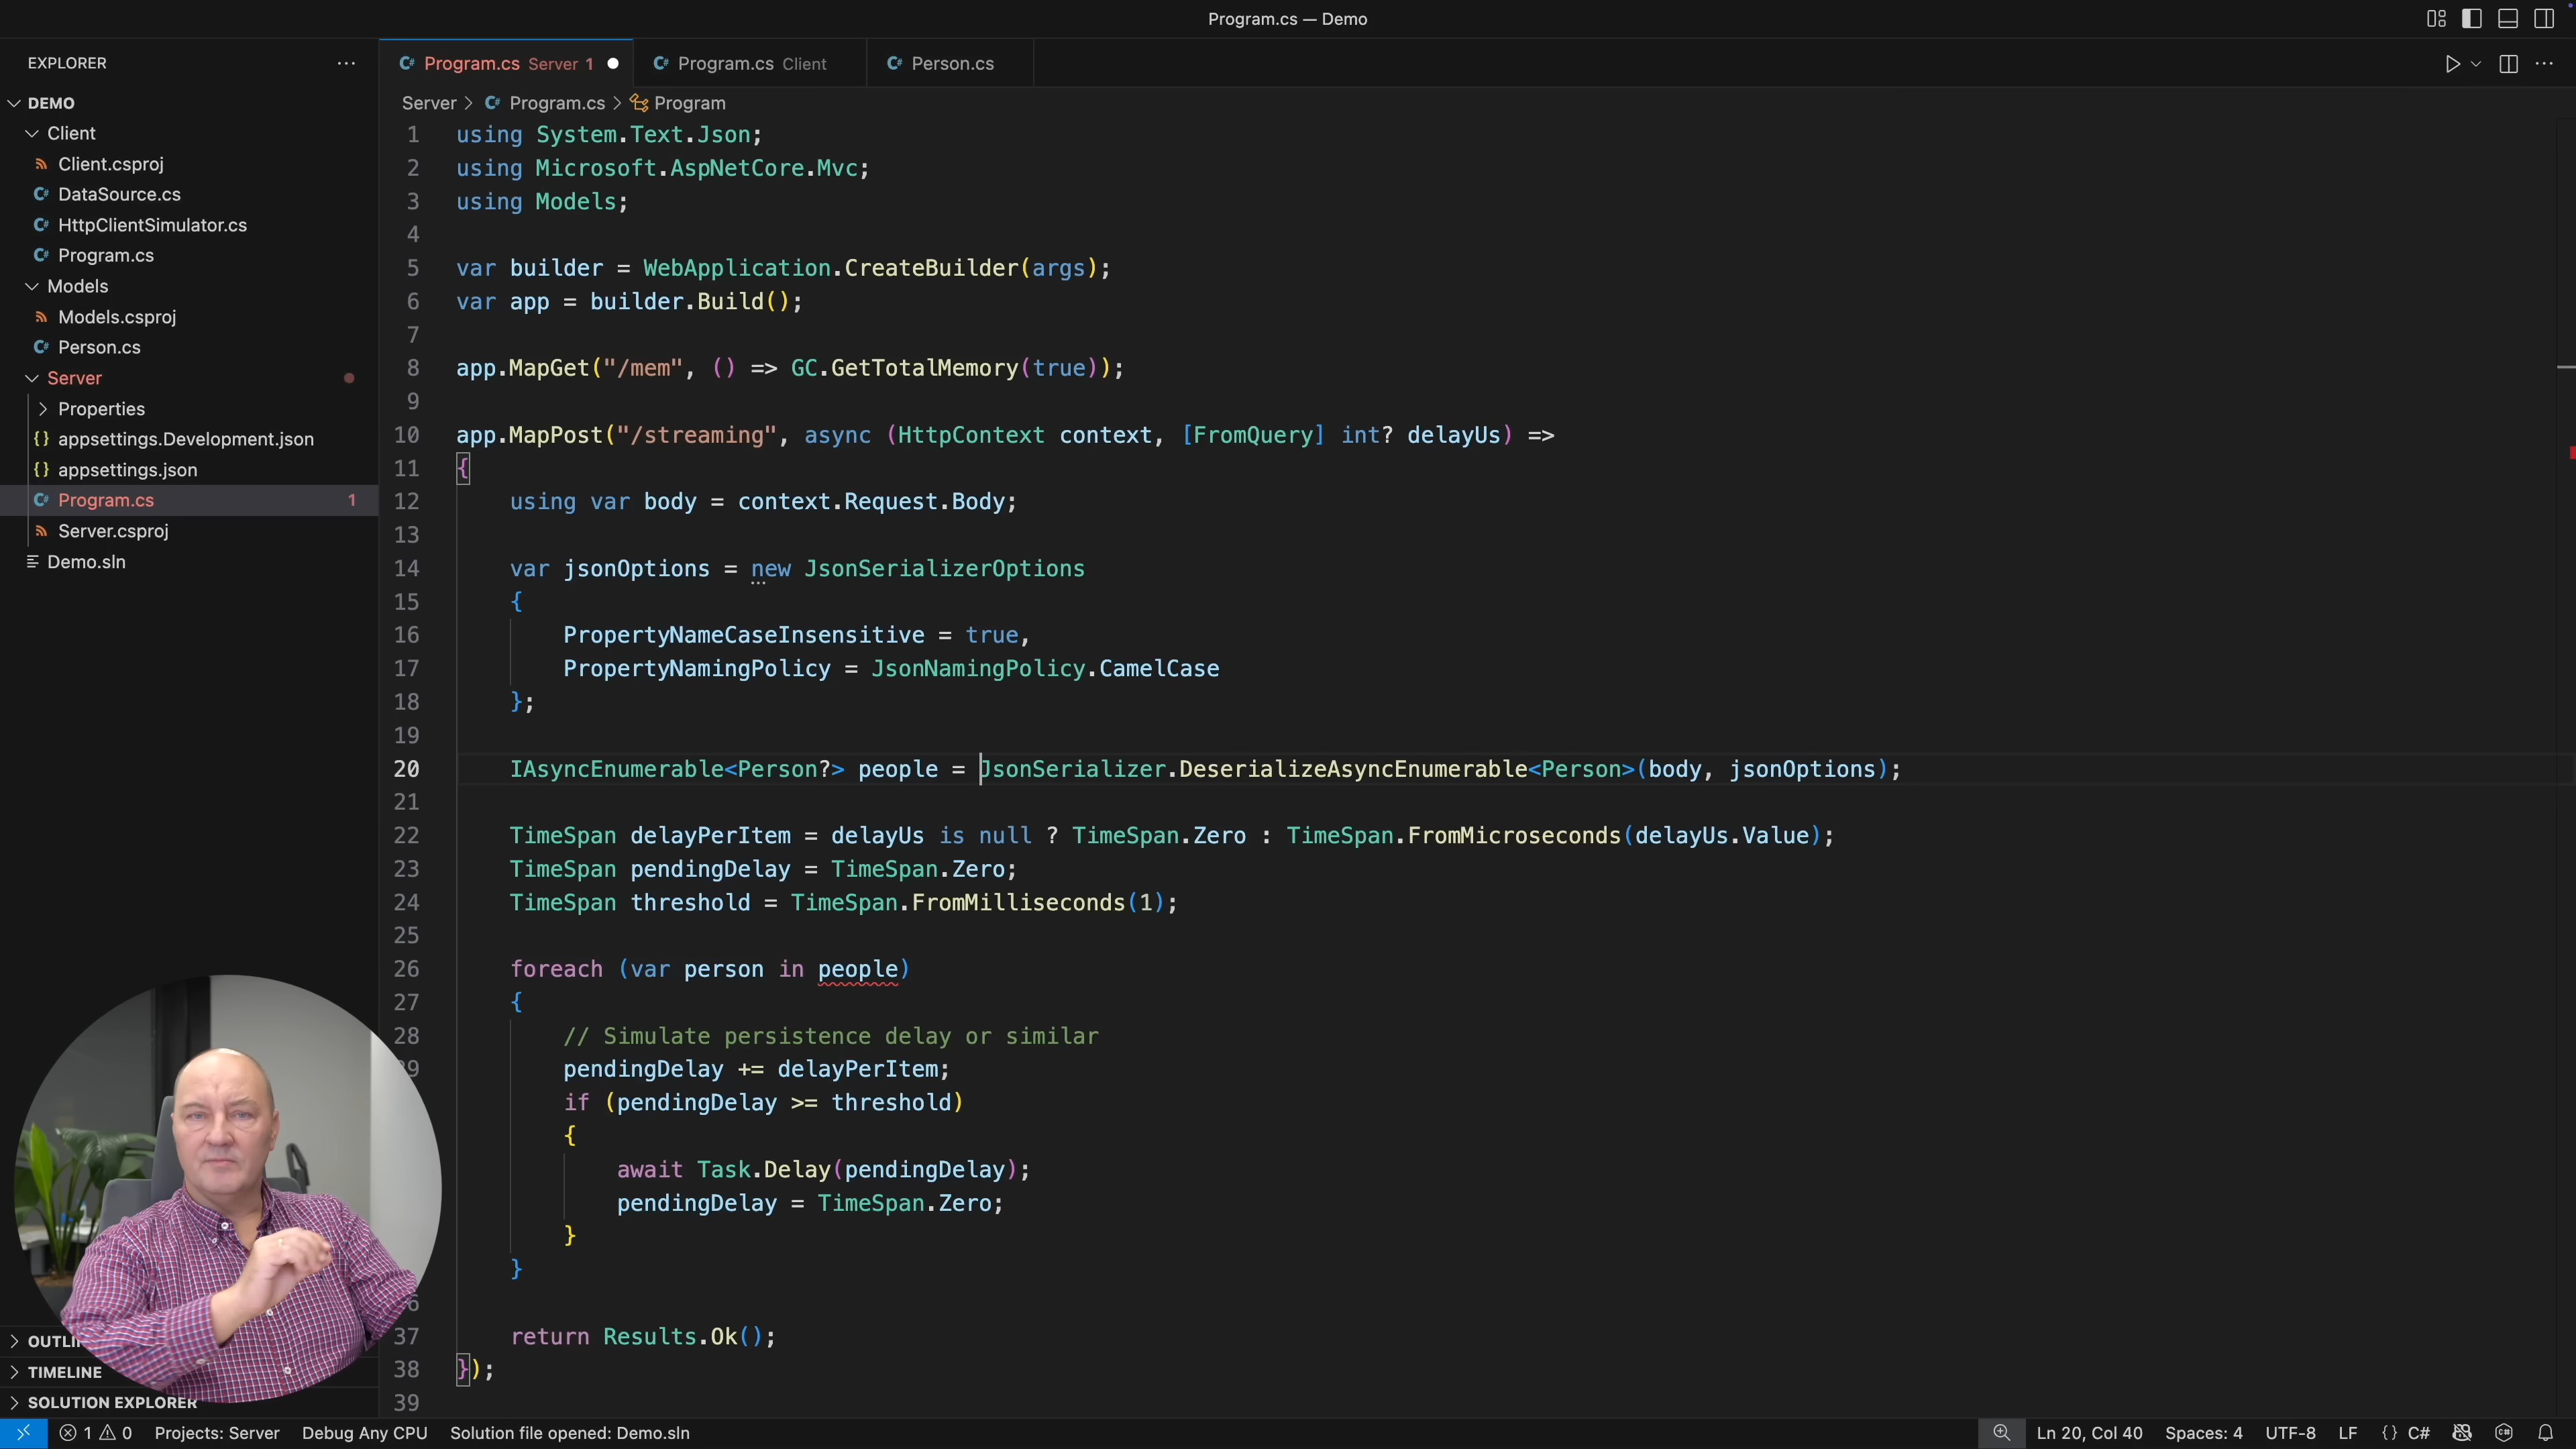 Program.cs — Demo
EXPLORER
DEMO
Client
Client.csproj
DataSource.cs
HttpClientSimulator.cs
Program.cs
Models
Models.csproj
Person.cs
Server
Properties
{} appsettings.Development.json
{} appsettings.json
Program.cs 1
Server.csproj
Demo.sln
OUTLI
TIMELINE
SOLUTION EXPLORER
C# Program.cs Server 1
C# Program.cs Client
C# Person.cs
Server > C# Program.cs > Program
1 using System.Text.Json;
2 using Microsoft.AspNetCore.Mvc;
3 using Models;
4
5 var builder = WebApplication.CreateBuilder(args);
6 var app = builder.Build();
7
8 app.MapGet("/mem", () => GC.GetTotalMemory(true));
9
10 app.MapPost("/streaming", async (HttpContext context, [FromQuery] int? delayUs) =>
11 {
12 using var body = context.Request.Body;
13
14 var jsonOptions = new JsonSerializerOptions
15 {
16 PropertyNameCaseInsensitive = true,
17 PropertyNamingPolicy = JsonNamingPolicy.CamelCase
18 };
19
20 IAsyncEnumerable<Person?> people = JsonSerializer.DeserializeAsyncEnumerable<Person>(body, jsonOptions);
21
22 TimeSpan delayPerItem = delayUs is null ? TimeSpan.Zero : TimeSpan.FromMicroseconds(delayUs.Value);
23 TimeSpan pendingDelay = TimeSpan.Zero;
24 TimeSpan threshold = TimeSpan.FromMilliseconds(1);
25
26 foreach (var person in people)
27 {
28 // Simulate persistence delay or similar
9 pendingDelay += delayPerItem;
if (pendingDelay >= threshold)
{
await Task.Delay(pendingDelay);
pendingDelay = TimeSpan.Zero;
}
}
6
37 return Results.Ok();
38 });
39
1 0 Projects: Server Debug Any CPU Solution file opened: Demo.sln Ln 20, Col 40 Spaces: 4 UTF-8 LF {} C#